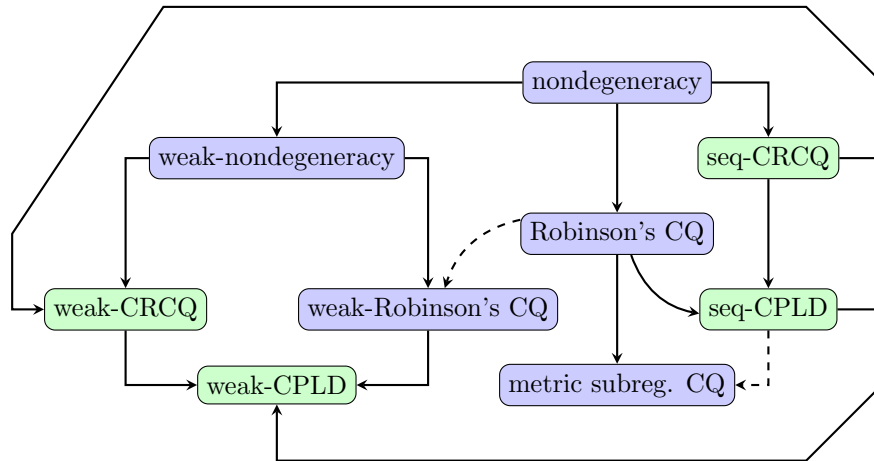 nondegeneracy
weak-nondegeneracy
seq-CRCQ
Robinson's CQ
weak-CRCQ
weak-Robinson's CQ
seq-CPLD
weak-CPLD
metric subreg. CQ